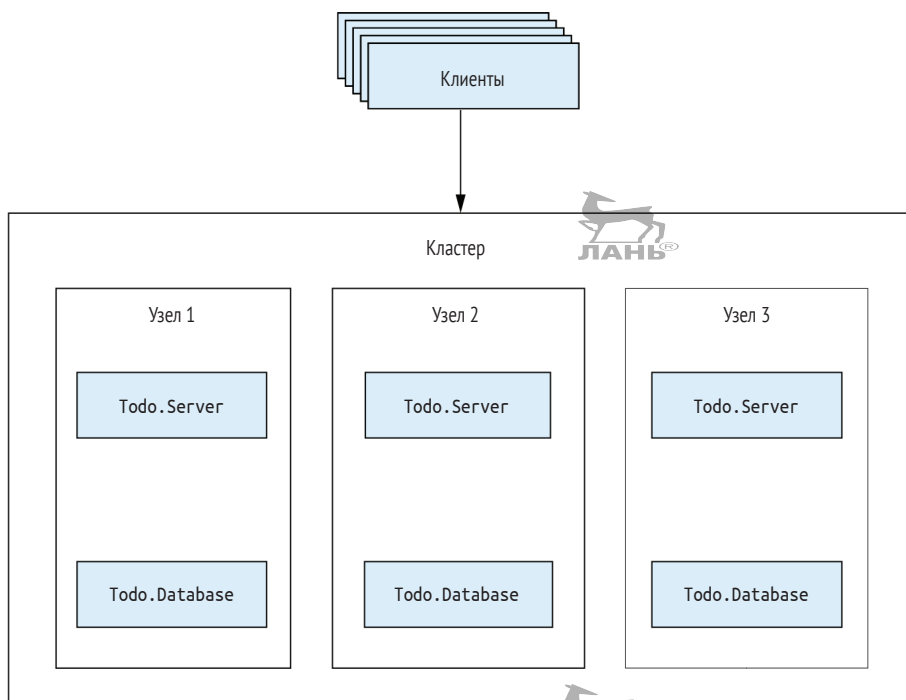 Клиенты
Кластер
ЛАНЬ®
Узел 1
Узел 2
Узел 3
Todo.Server
Todo.Server
Todo.Server
Todo.Database
Todo.Database
Todo.Database